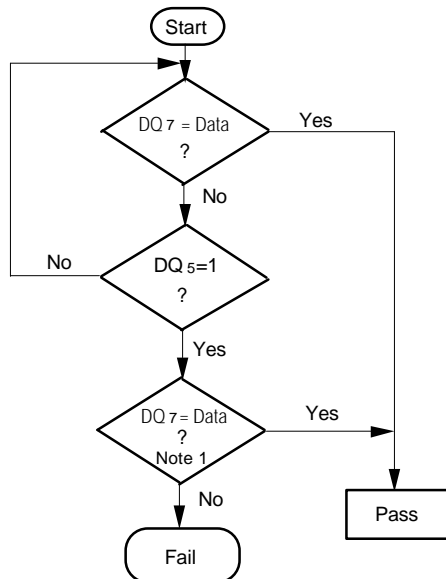 Start
DQ 7 = Data
?
Yes
No
DQ 5=1
?
No
Yes
DQ 7 = Data
?
Note 1
Yes
No
Pass
Fail